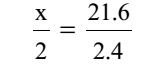 x/2 = 21.6/2.4